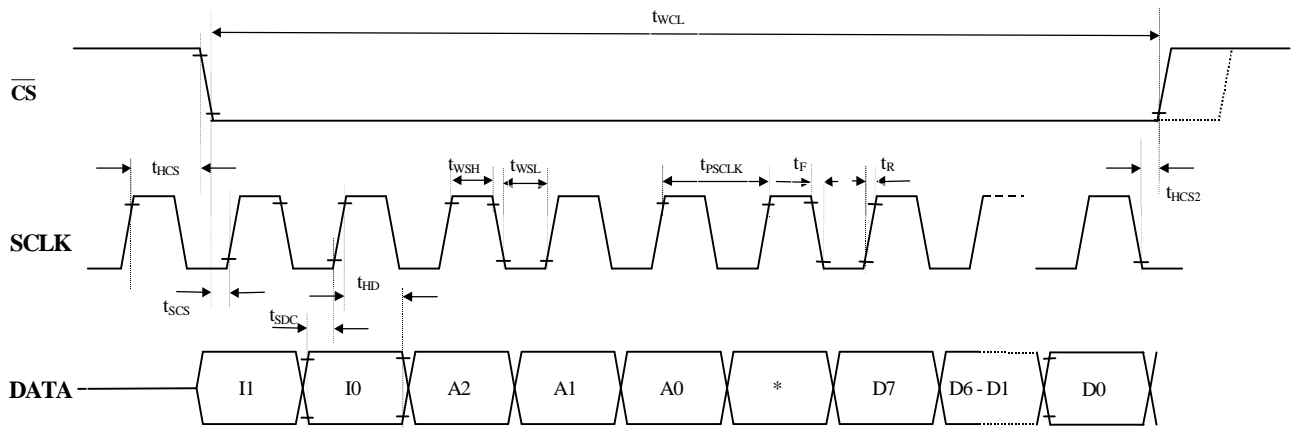 tWCL
CS
tHCS
tWSH
tWSL
tPSCLK
tF
tR
tHCS2
SCLK
tSCS
tHD
tSDC
DATA
I1
I0
A2
A1
A0
*
D7
D6 - D1
D0